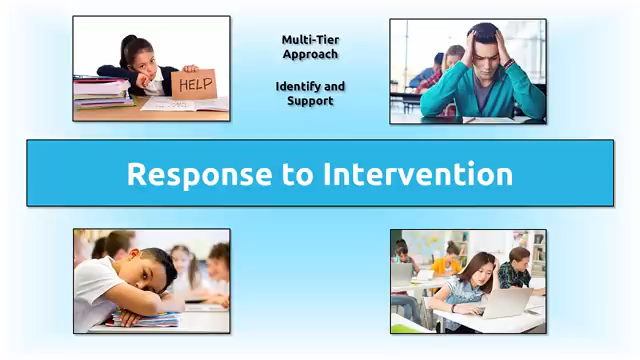 Multi-Tier
Approach
HELP
Identify and
Support
Response to Intervention